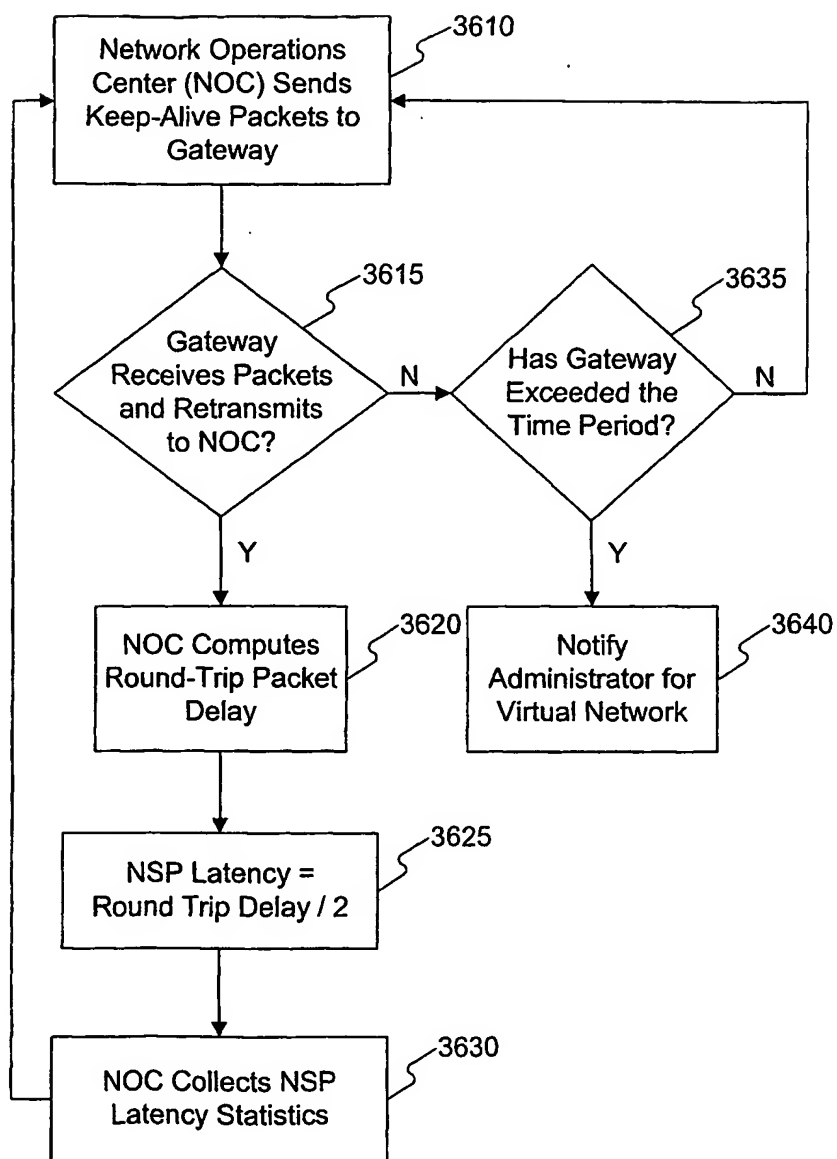 Network Operations
Center (NOC) Sends
Keep-Alive Packets to
Gateway
3610
Gateway
Receives Packets
and Retransmits
to NOC?
3615
N
Has Gateway
Exceeded the
Time Period?
3635
N
Y
Y
NOC Computes
Round-Trip Packet
Delay
3620
Notify
Administrator for
Virtual Network
3640
NSP Latency =
Round Trip Delay / 2
3625
NOC Collects NSP
Latency Statistics
3630